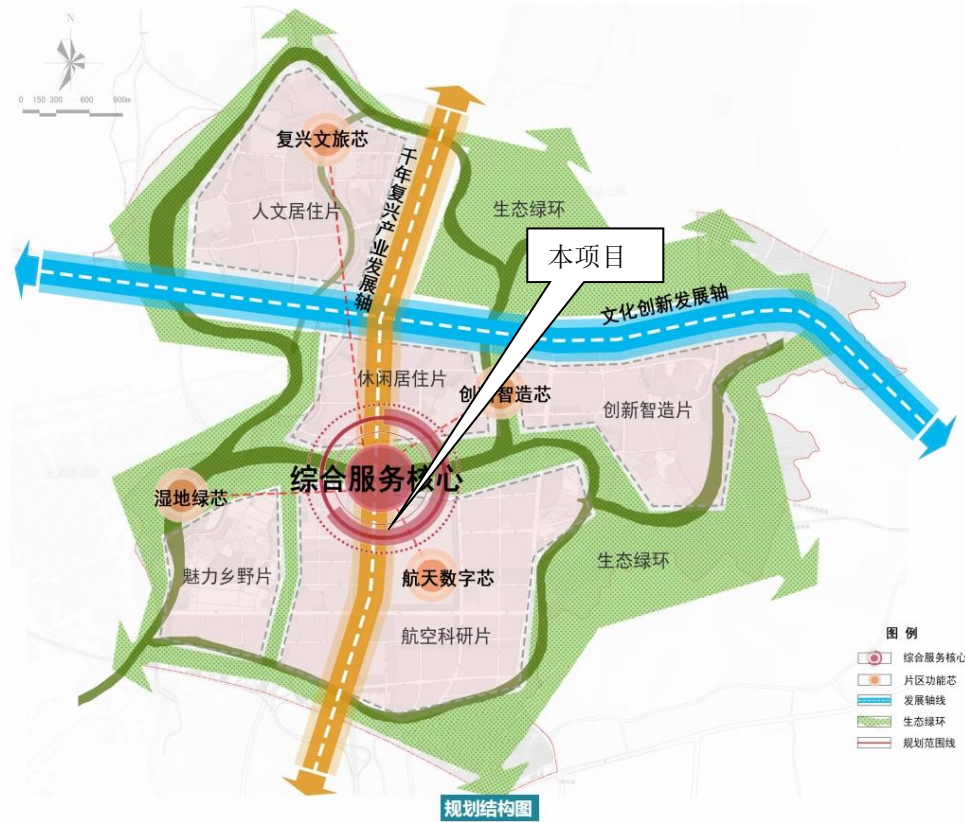 N
0 150 300 600 900m
复兴文旅芯
千年复兴产业发展轴
人文居住片
生态绿环
本项目
文化创新发展轴
休闲居住片
创新智造芯
创新智造片
综合服务核心
湿地绿芯
生态绿环
魅力乡野片
航天数字芯
航空科研片
图 例
综合服务核心
片区功能芯
发展轴线
生态绿环
规划范围线
规划结构图